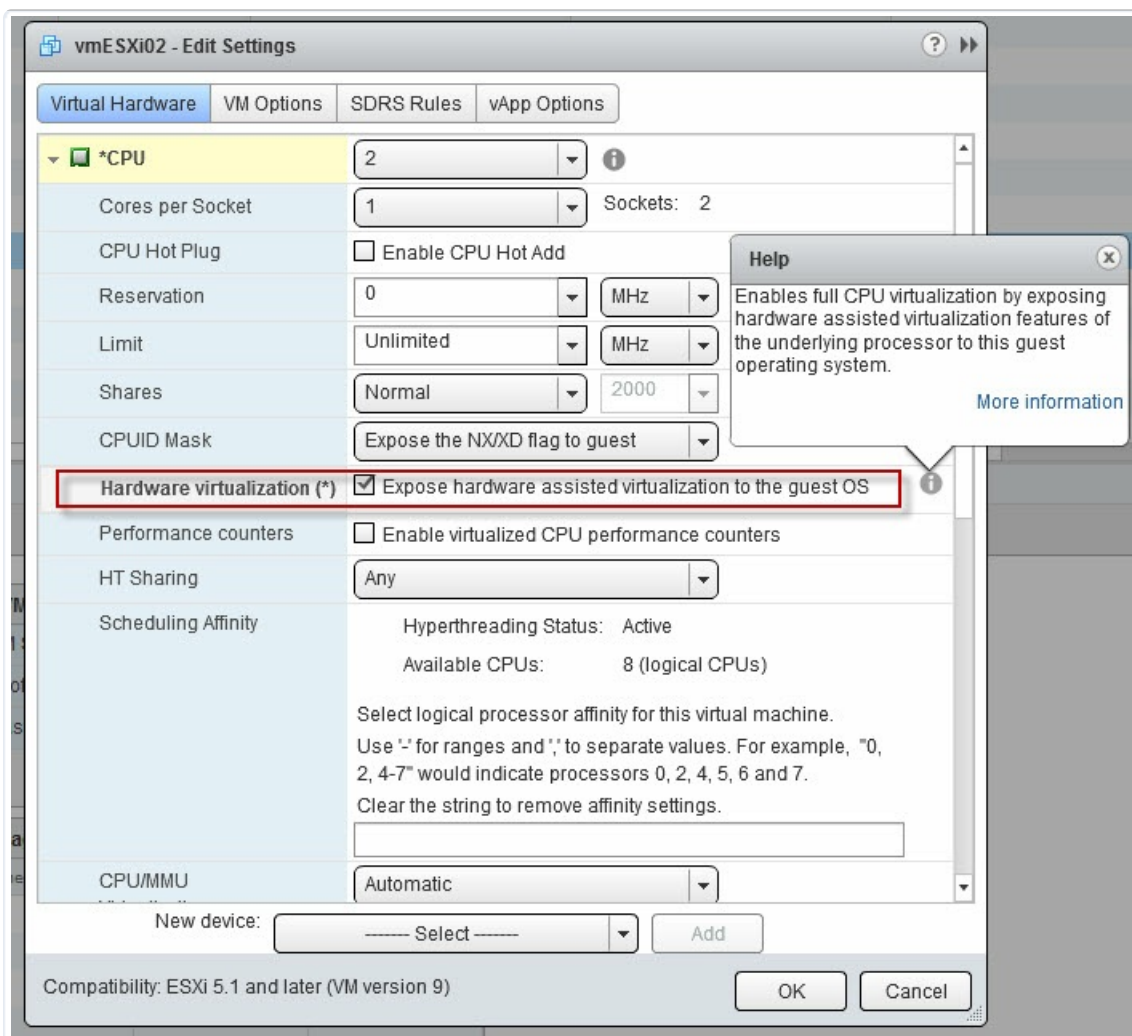 vmESXi02 - Edit Settings
?
Virtual Hardware VM Options SDRS Rules vApp Options
*CPU 2
Cores per Socket 1 Sockets: 2
CPU Hot Plug Enable CPU Hot Add
Reservation 0 MHz
Limit Unlimited MHz
Shares Normal 2000
CPUID Mask Expose the NX/XD flag to guest
Hardware virtualization (*) Expose hardware assisted virtualization to the guest OS
Performance counters Enable virtualized CPU performance counters
HT Sharing Any
Scheduling Affinity
Hyperthreading Status: Active
Available CPUs: 8 (logical CPUs)
Select logical processor affinity for this virtual machine.
Use '-' for ranges and ',' to separate values. For example, "0,
2, 4-7" would indicate processors 0, 2, 4, 5, 6 and 7.
Clear the string to remove affinity settings.
CPU/MMU Automatic
New device: ------- Select ------- Add
Compatibility: ESXi 5.1 and later (VM version 9) OK Cancel
Help
Enables full CPU virtualization by exposing
hardware assisted virtualization features of
the underlying processor to this guest
operating system.
More information